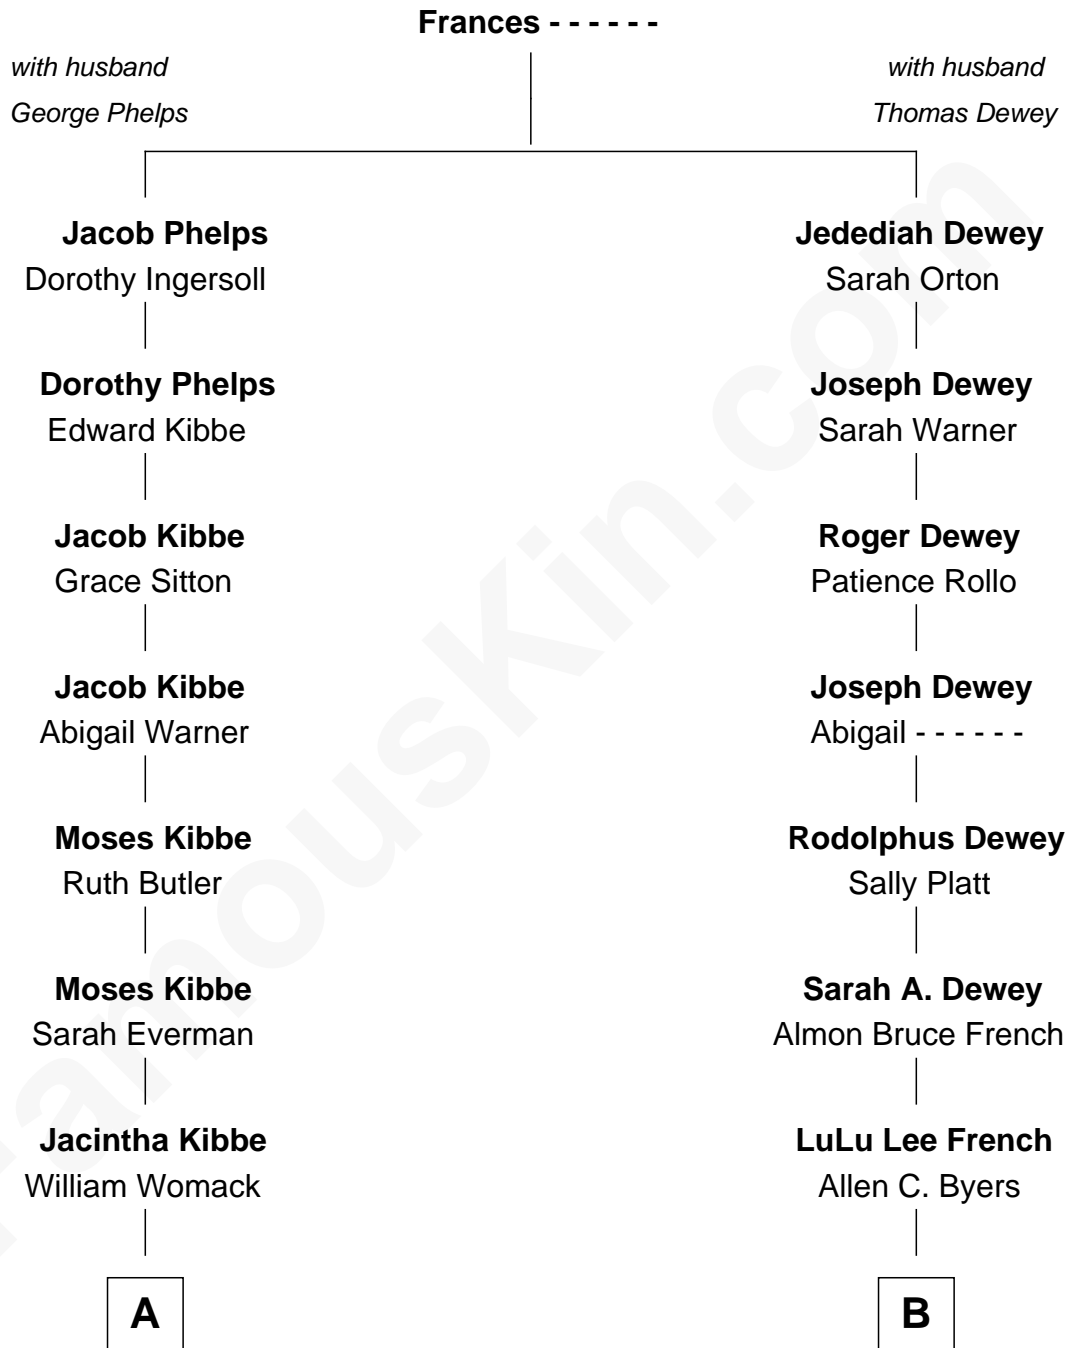 Frances - - - - - -
with husband
George Phelps
with husband
Thomas Dewey
Jacob Phelps
Dorothy Ingersoll
Jedediah Dewey
Sarah Orton
Dorothy Phelps
Edward Kibbe
Joseph Dewey
Sarah Warner
Jacob Kibbe
Grace Sitton
Roger Dewey
Patience Rollo
Jacob Kibbe
Abigail Warner
Joseph Dewey
Abigail - - - - - -
Moses Kibbe
Ruth Butler
Rodolphus Dewey
Sally Platt
Moses Kibbe
Sarah Everman
Sarah A. Dewey
Almon Bruce French
Jacintha Kibbe
William Womack
LuLu Lee French
Allen C. Byers
A
B
FamousKin.com